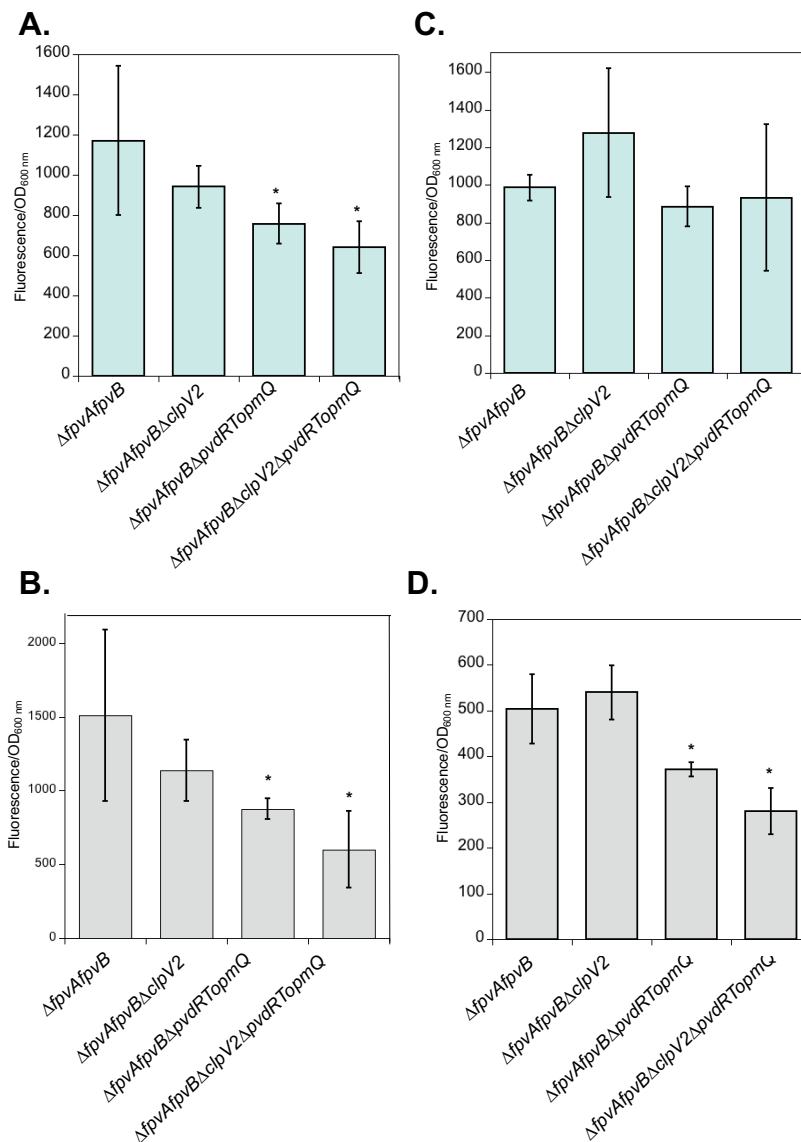 A.
Fluorescence/OD600 nm
1600
1400
1200
1000
800
600
400
200
0
*
*
ΔfpvAfpvB
ΔfpvAfpvBΔclpV2
ΔfpvAfpvBΔpvdRTopmQ
ΔfpvAfpvBΔclpV2ΔpvdRTopmQ
C.
Fluorescence/OD600 nm
1600
1400
1200
1000
800
600
400
200
0
ΔfpvAfpvB
ΔfpvAfpvBΔclpV2
ΔfpvAfpvBΔpvdRTopmQ
ΔfpvAfpvBΔclpV2ΔpvdRTopmQ
B.
Fluorescence/OD600 nm
2000
1500
1000
500
0
*
*
ΔfpvAfpvB
ΔfpvAfpvBΔclpV2
ΔfpvAfpvBΔpvdRTopmQ
ΔfpvAfpvBΔclpV2ΔpvdRTopmQ
D.
Fluorescence/OD600 nm
700
600
500
400
300
200
100
0
*
*
ΔfpvAfpvB
ΔfpvAfpvBΔclpV2
ΔfpvAfpvBΔpvdRTopmQ
ΔfpvAfpvBΔclpV2ΔpvdRTopmQ